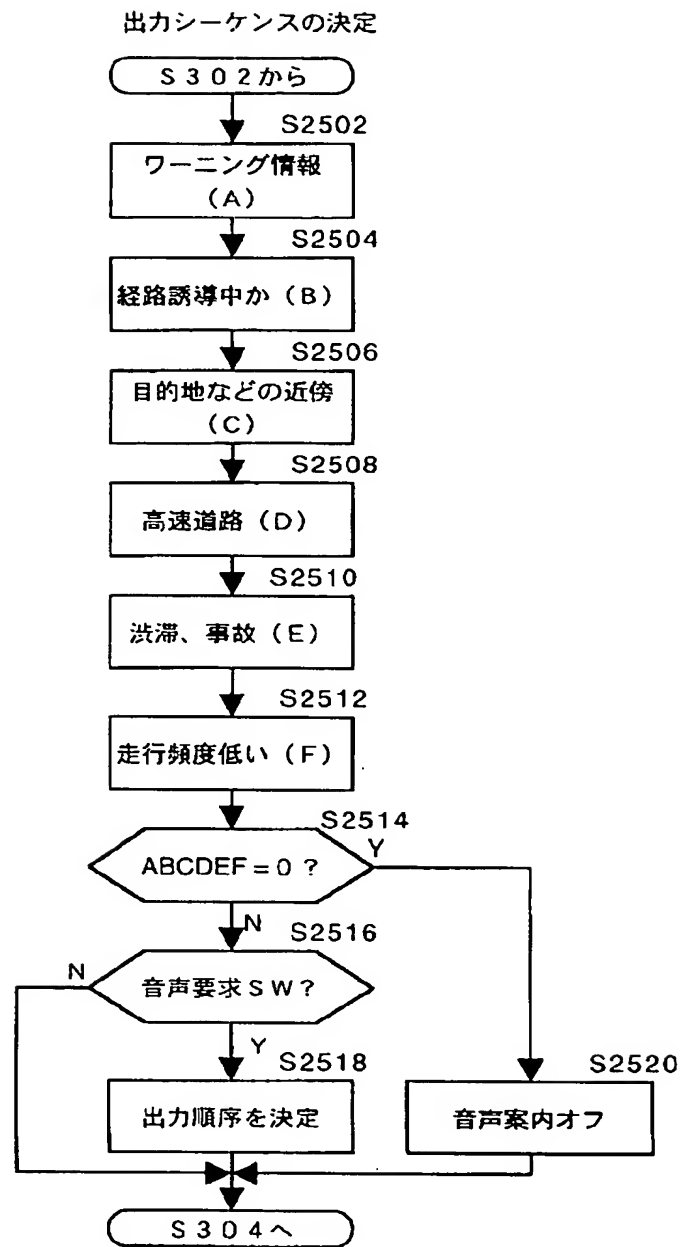 出力シーケンスの決定
S302から
S2502
ワーニング情報
(A)
S2504
経路誘導中か(B)
S2506
目的地などの近傍
(C)
S2508
高速道路(D)
S2510
渋滞、事故(E)
S2512
走行頻度低い(F)
S2514
ABCDEF=0?
Y
N
S2516
音声要求SW?
N
Y
S2518
出力順序を決定
S2520
音声案内オフ
S304へ